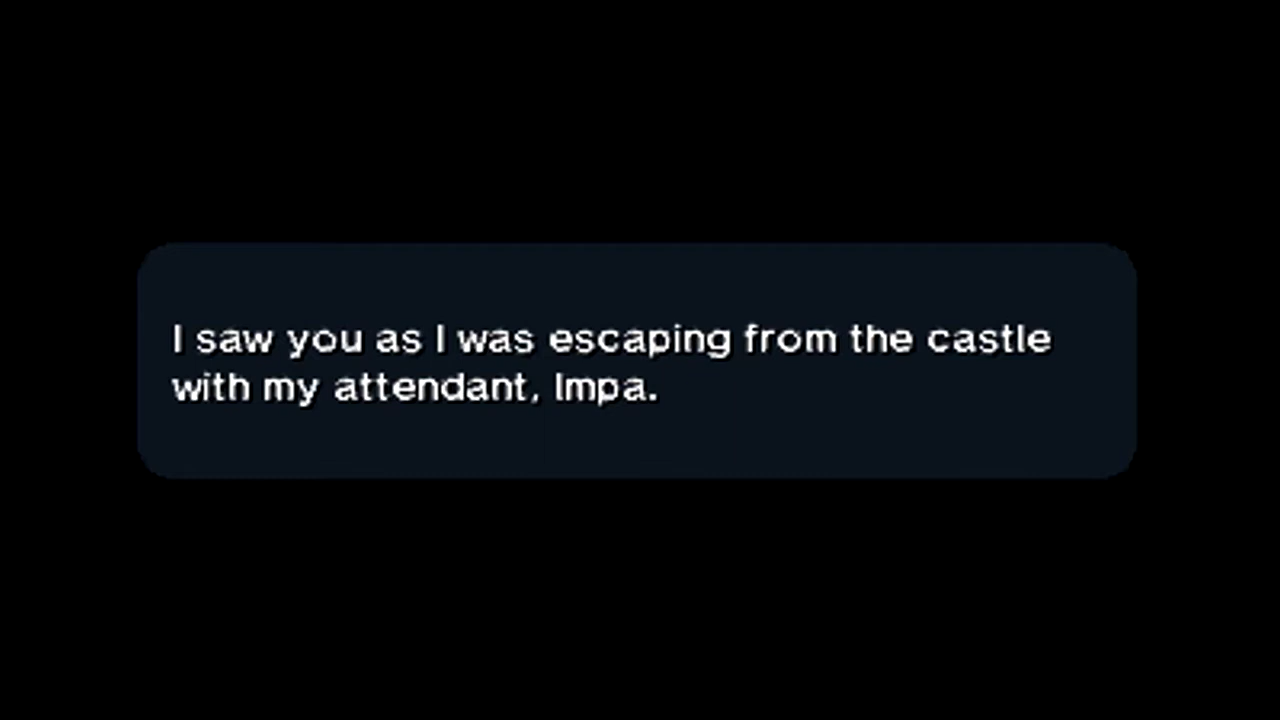 I saw you as I was escaping from the castle
with my attendant, Impa.